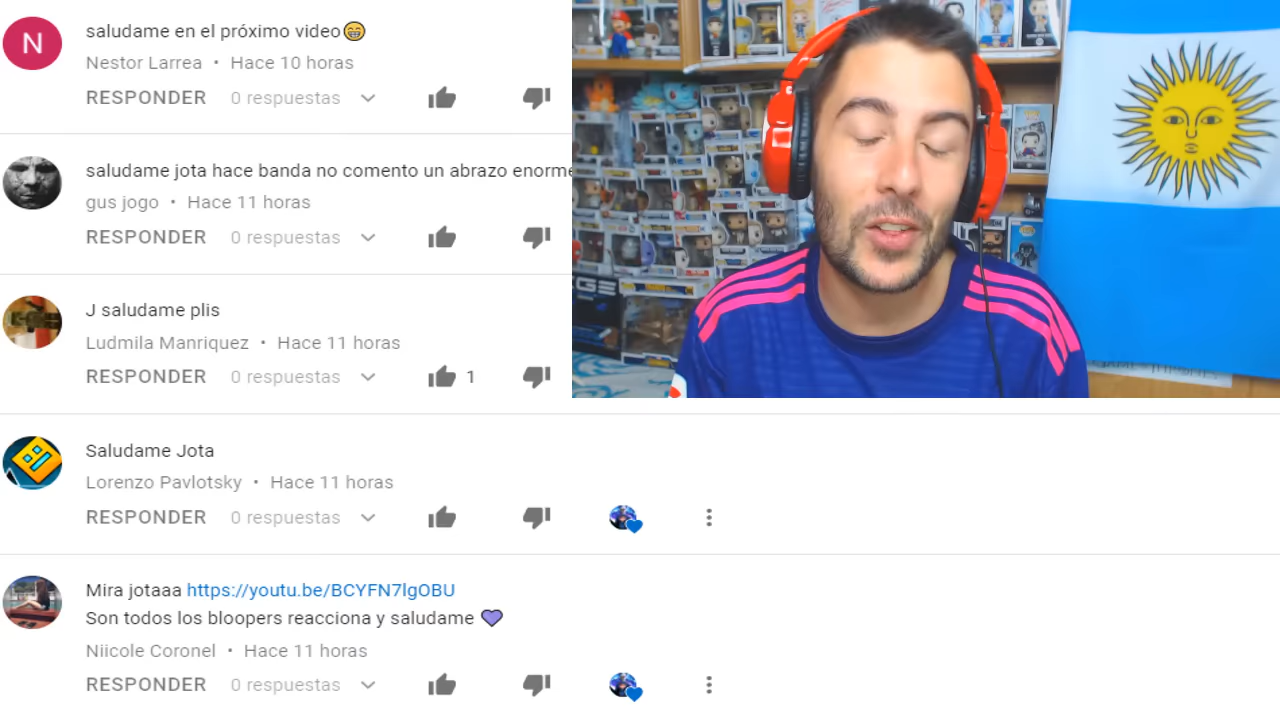 N
saludame en el próximo video
Nestor Larrea • Hace 10 horas
RESPONDER 0 respuestas
saludame jota hace banda no comento un abrazo enorme
gus jogo • Hace 11 horas
RESPONDER 0 respuestas
J saludame plis
Ludmila Manriquez • Hace 11 horas
RESPONDER 0 respuestas 1
Saludame Jota
Lorenzo Pavlotsky • Hace 11 horas
RESPONDER 0 respuestas
Mira jotaaa https://youtu.be/BCYFN7lgOBU
Son todos los bloopers reacciona y saludame 💜
Niicole Coronel • Hace 11 horas
RESPONDER 0 respuestas